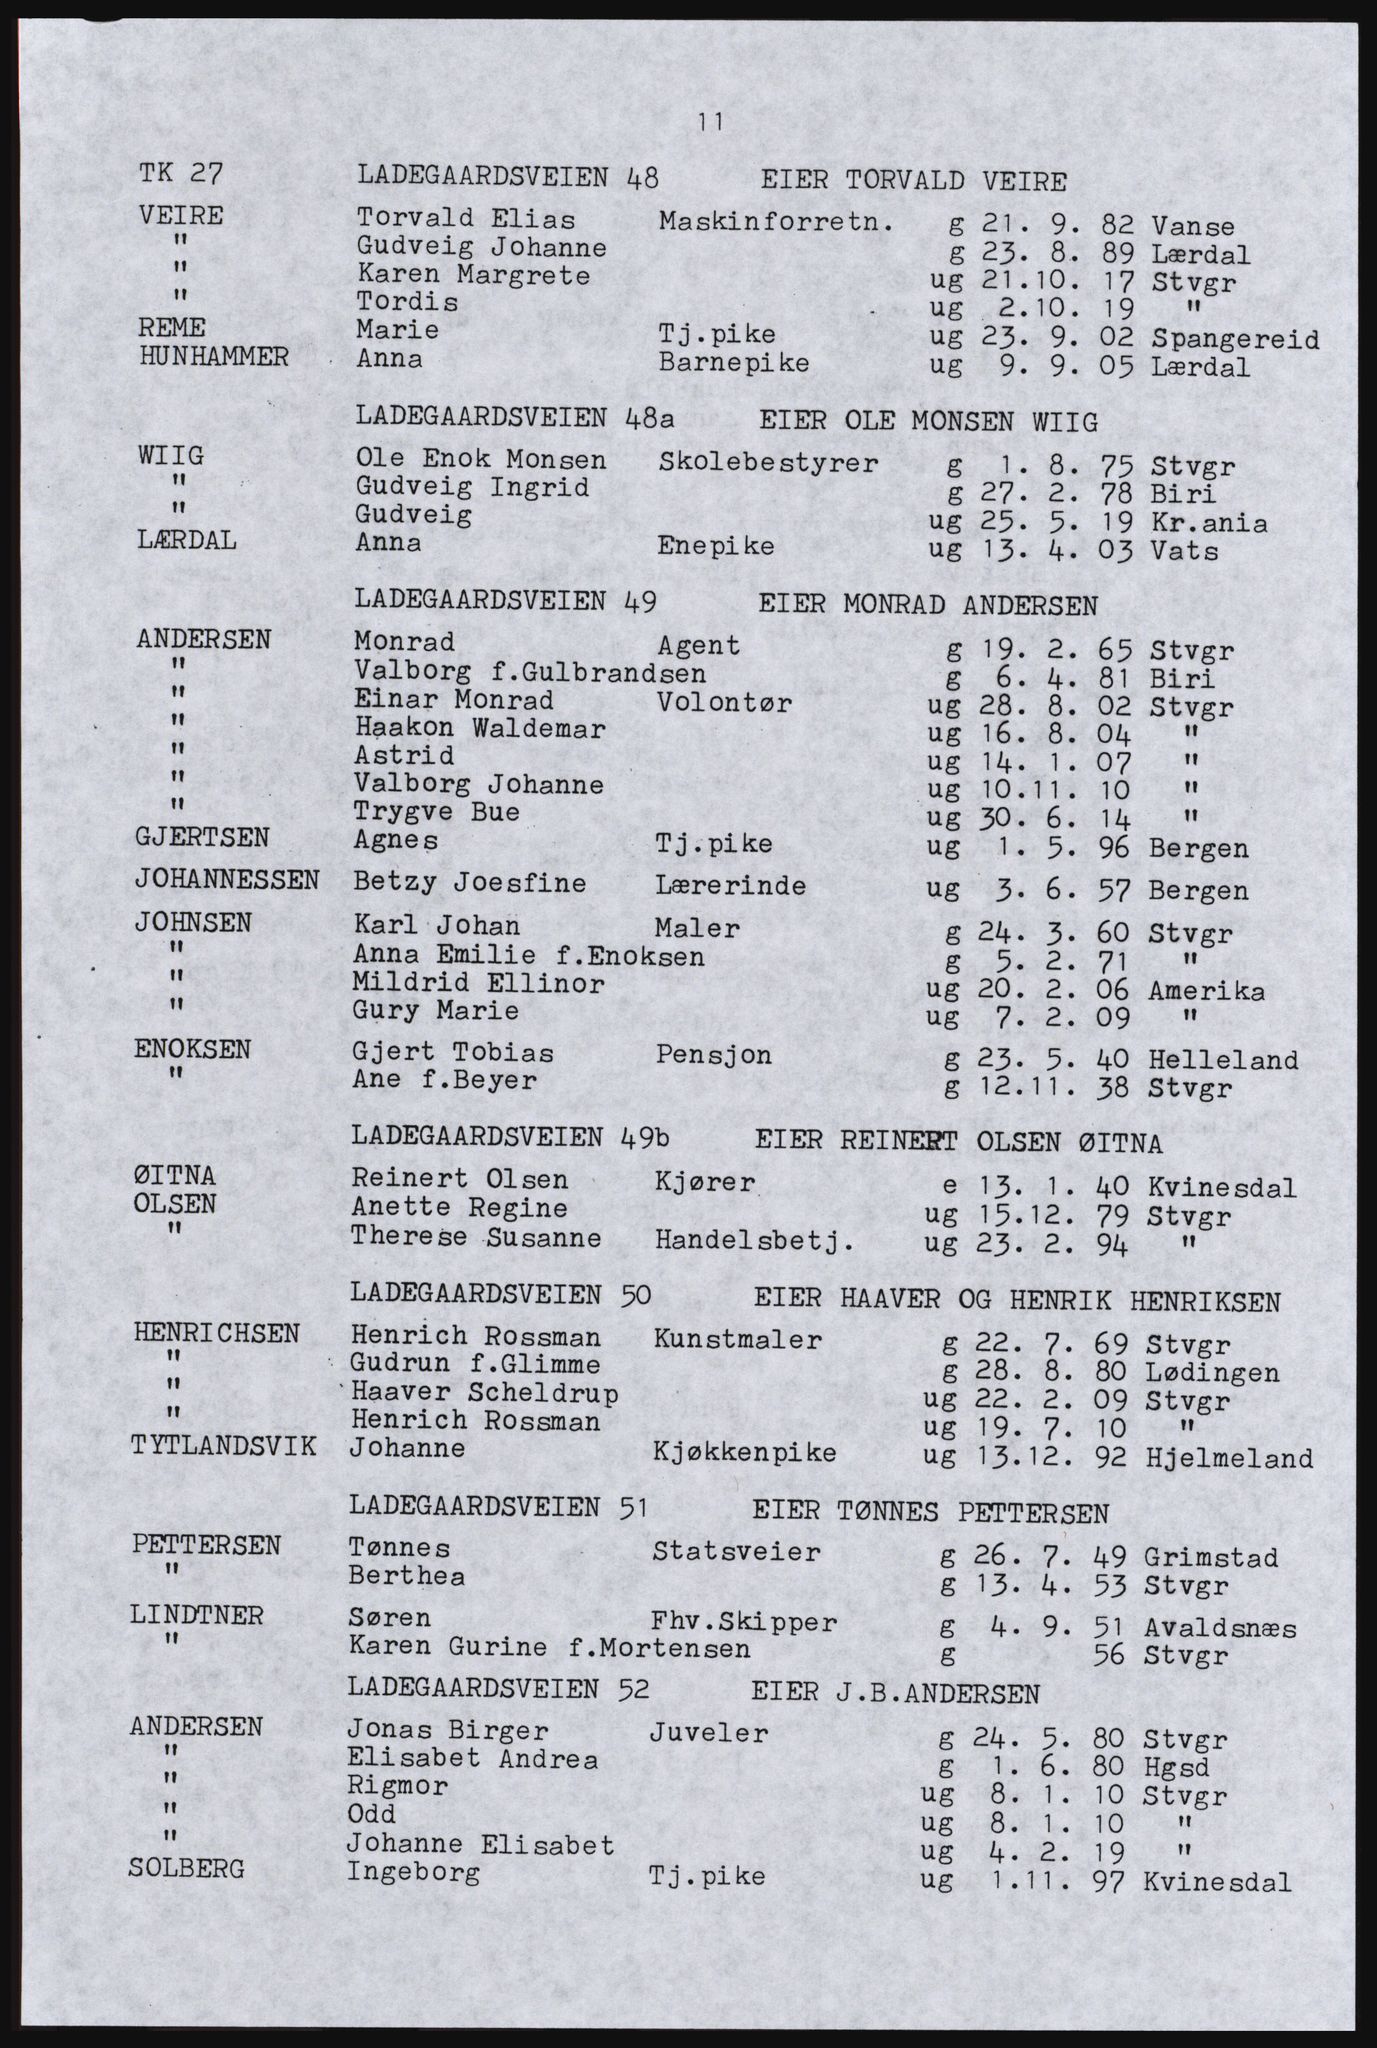 11
TK 27 LADEGAARDSVEIEN 48 EIER TORVALD VEIRE
VEIRE Torvald Elias Maskinforretn. g 21. 9. 82 Vanse
" Gudveig Johanne g 23. 8. 89 Lærdal
" Karen Margrete ug 21.10. 17 Stvgr
" Tordis ug 2.10. 19 "
REME Marie Tj.pike ug 23. 9. 02 Spangereid
HUNHAMMER Anna Barnepike ug 9. 9. 05 Lærdal
LADEGAARDSVEIEN 48a EIER OLE MONSEN WIIG
WIIG Ole Enok Monsen Skolebestyrer g 1. 8. 75 Stvgr
" Gudveig Ingrid g 27. 2. 78 Biri
" Gudveig ug 25. 5. 19 Kr.ania
LÆRDAL Anna Enepike ug 13. 4. 03 Vats
LADEGAARDSVEIEN 49 EIER MONRAD ANDERSEN
ANDERSEN Monrad Agent g 19. 2. 65 Stvgr
" Valborg f.Gulbrandsen g 6. 4. 81 Biri
" Einar Monrad Volontør ug 28. 8. 02 Stvgr
" Haakon Waldemar ug 16. 8. 04 "
" Astrid ug 14. 1. 07 "
" Valborg Johanne ug 10.11. 10 "
" Trygve Bue ug 30. 6. 14 "
GJERTSEN Agnes Tj.pike ug 1. 5. 96 Bergen
JOHANNESSEN Betzy Joesfine Lærerinde ug 3. 6. 57 Bergen
JOHNSEN Karl Johan Maler g 24. 3. 60 Stvgr
" Anna Emilie f.Enoksen g 5. 2. 71 "
" Mildrid Ellinor ug 20. 2. 06 Amerika
" Gury Marie ug 7. 2. 09 "
ENOKSEN Gjert Tobias Pensjon g 23. 5. 40 Helleland
" Ane f.Beyer g 12.11. 38 Stvgr
LADEGAARDSVEIEN 49b EIER REINERT OLSEN ØITNA
ØITNA Reinert Olsen Kjører e 13. 1. 40 Kvinesdal
OLSEN Anette Regine ug 15.12. 79 Stvgr
" Therese Susanne Handelsbetj. ug 23. 2. 94 "
LADEGAARDSVEIEN 50 EIER HAAVER OG HENRIK HENRIKSEN
HENRICHSEN Henrich Rossman Kunstmaler g 22. 7. 69 Stvgr
" Gudrun f.Glimme g 28. 8. 80 Lødingen
" Haaver Scheldrup ug 22. 2. 09 Stvgr
" Henrich Rossman ug 19. 7. 10 "
TYTLANDSVIK Johanne Kjøkkenpike ug 13.12. 92 Hjelmeland
LADEGAARDSVEIEN 51 EIER TØNNES PETTERSEN
PETTERSEN Tønnes Statsveier g 26. 7. 49 Grimstad
" Berthea g 13. 4. 53 Stvgr
LINDTNER Søren Fhv.Skipper g 4. 9. 51 Avaldsnæs
" Karen Gurine f.Mortensen g 56 Stvgr
LADEGAARDSVEIEN 52 EIER J.B.ANDERSEN
ANDERSEN Jonas Birger Juveler g 24. 5. 80 Stvgr
" Elisabet Andrea g 1. 6. 80 Hgsd
" Rigmor ug 8. 1. 10 Stvgr
" Odd ug 8. 1. 10 "
" Johanne Elisabet ug 4. 2. 19 "
SOLBERG Ingeborg Tj.pike ug 1.11. 97 Kvinesdal